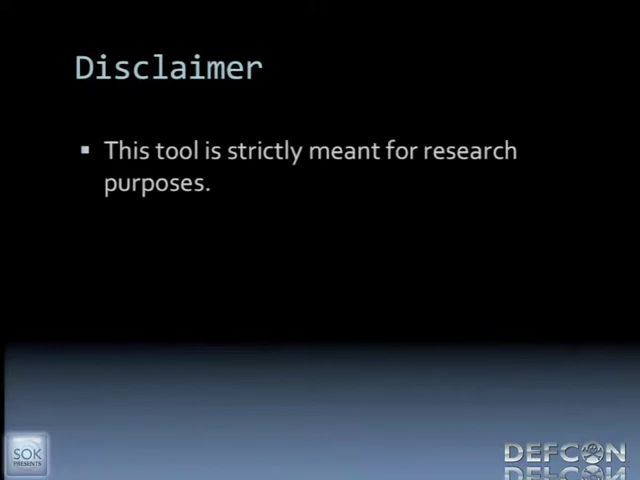 Disclaimer
▪ This tool is strictly meant for research
purposes.
SOK
PRESENTS
DEFCON